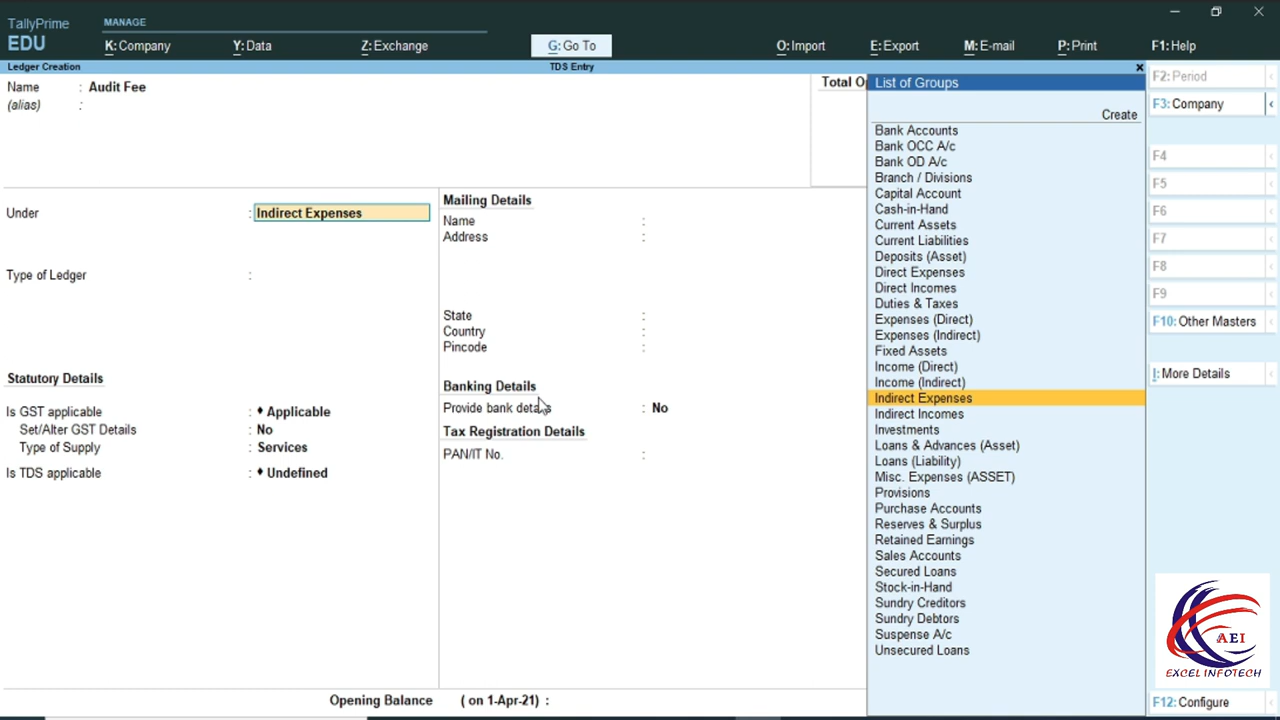 TallyPrime
EDU
MANAGE
K:Company
Y:Data
Z:Exchange
G:Go To
O:Import
E:Export
M:E-mail
P:Print
F1:Help
Ledger Creation
TDS Entry
Name : Audit Fee
(alias) :
Total Op
Under : Indirect Expenses
Type of Ledger :
Statutory Details
Is GST applicable : ♦ Applicable
Set/Alter GST Details : No
Type of Supply : Services
Is TDS applicable : ♦ Undefined
Mailing Details
Name :
Address :
State :
Country :
Pincode :
Banking Details
Provide bank details : No
Tax Registration Details
PAN/IT No. :
Opening Balance ( on 1-Apr-21) :
List of Groups
Create
Bank Accounts
Bank OCC A/c
Bank OD A/c
Branch / Divisions
Capital Account
Cash-in-Hand
Current Assets
Current Liabilities
Deposits (Asset)
Direct Expenses
Direct Incomes
Duties & Taxes
Expenses (Direct)
Expenses (Indirect)
Fixed Assets
Income (Direct)
Income (Indirect)
Indirect Expenses
Indirect Incomes
Investments
Loans & Advances (Asset)
Loans (Liability)
Misc. Expenses (ASSET)
Provisions
Purchase Accounts
Reserves & Surplus
Retained Earnings
Sales Accounts
Secured Loans
Stock-in-Hand
Sundry Creditors
Sundry Debtors
Suspense A/c
Unsecured Loans
F2: Period
F3: Company
F4
F5
F6
F7
F8
F9
F10: Other Masters
I: More Details
AEI
EXCEL INFOTECH
F12: Configure